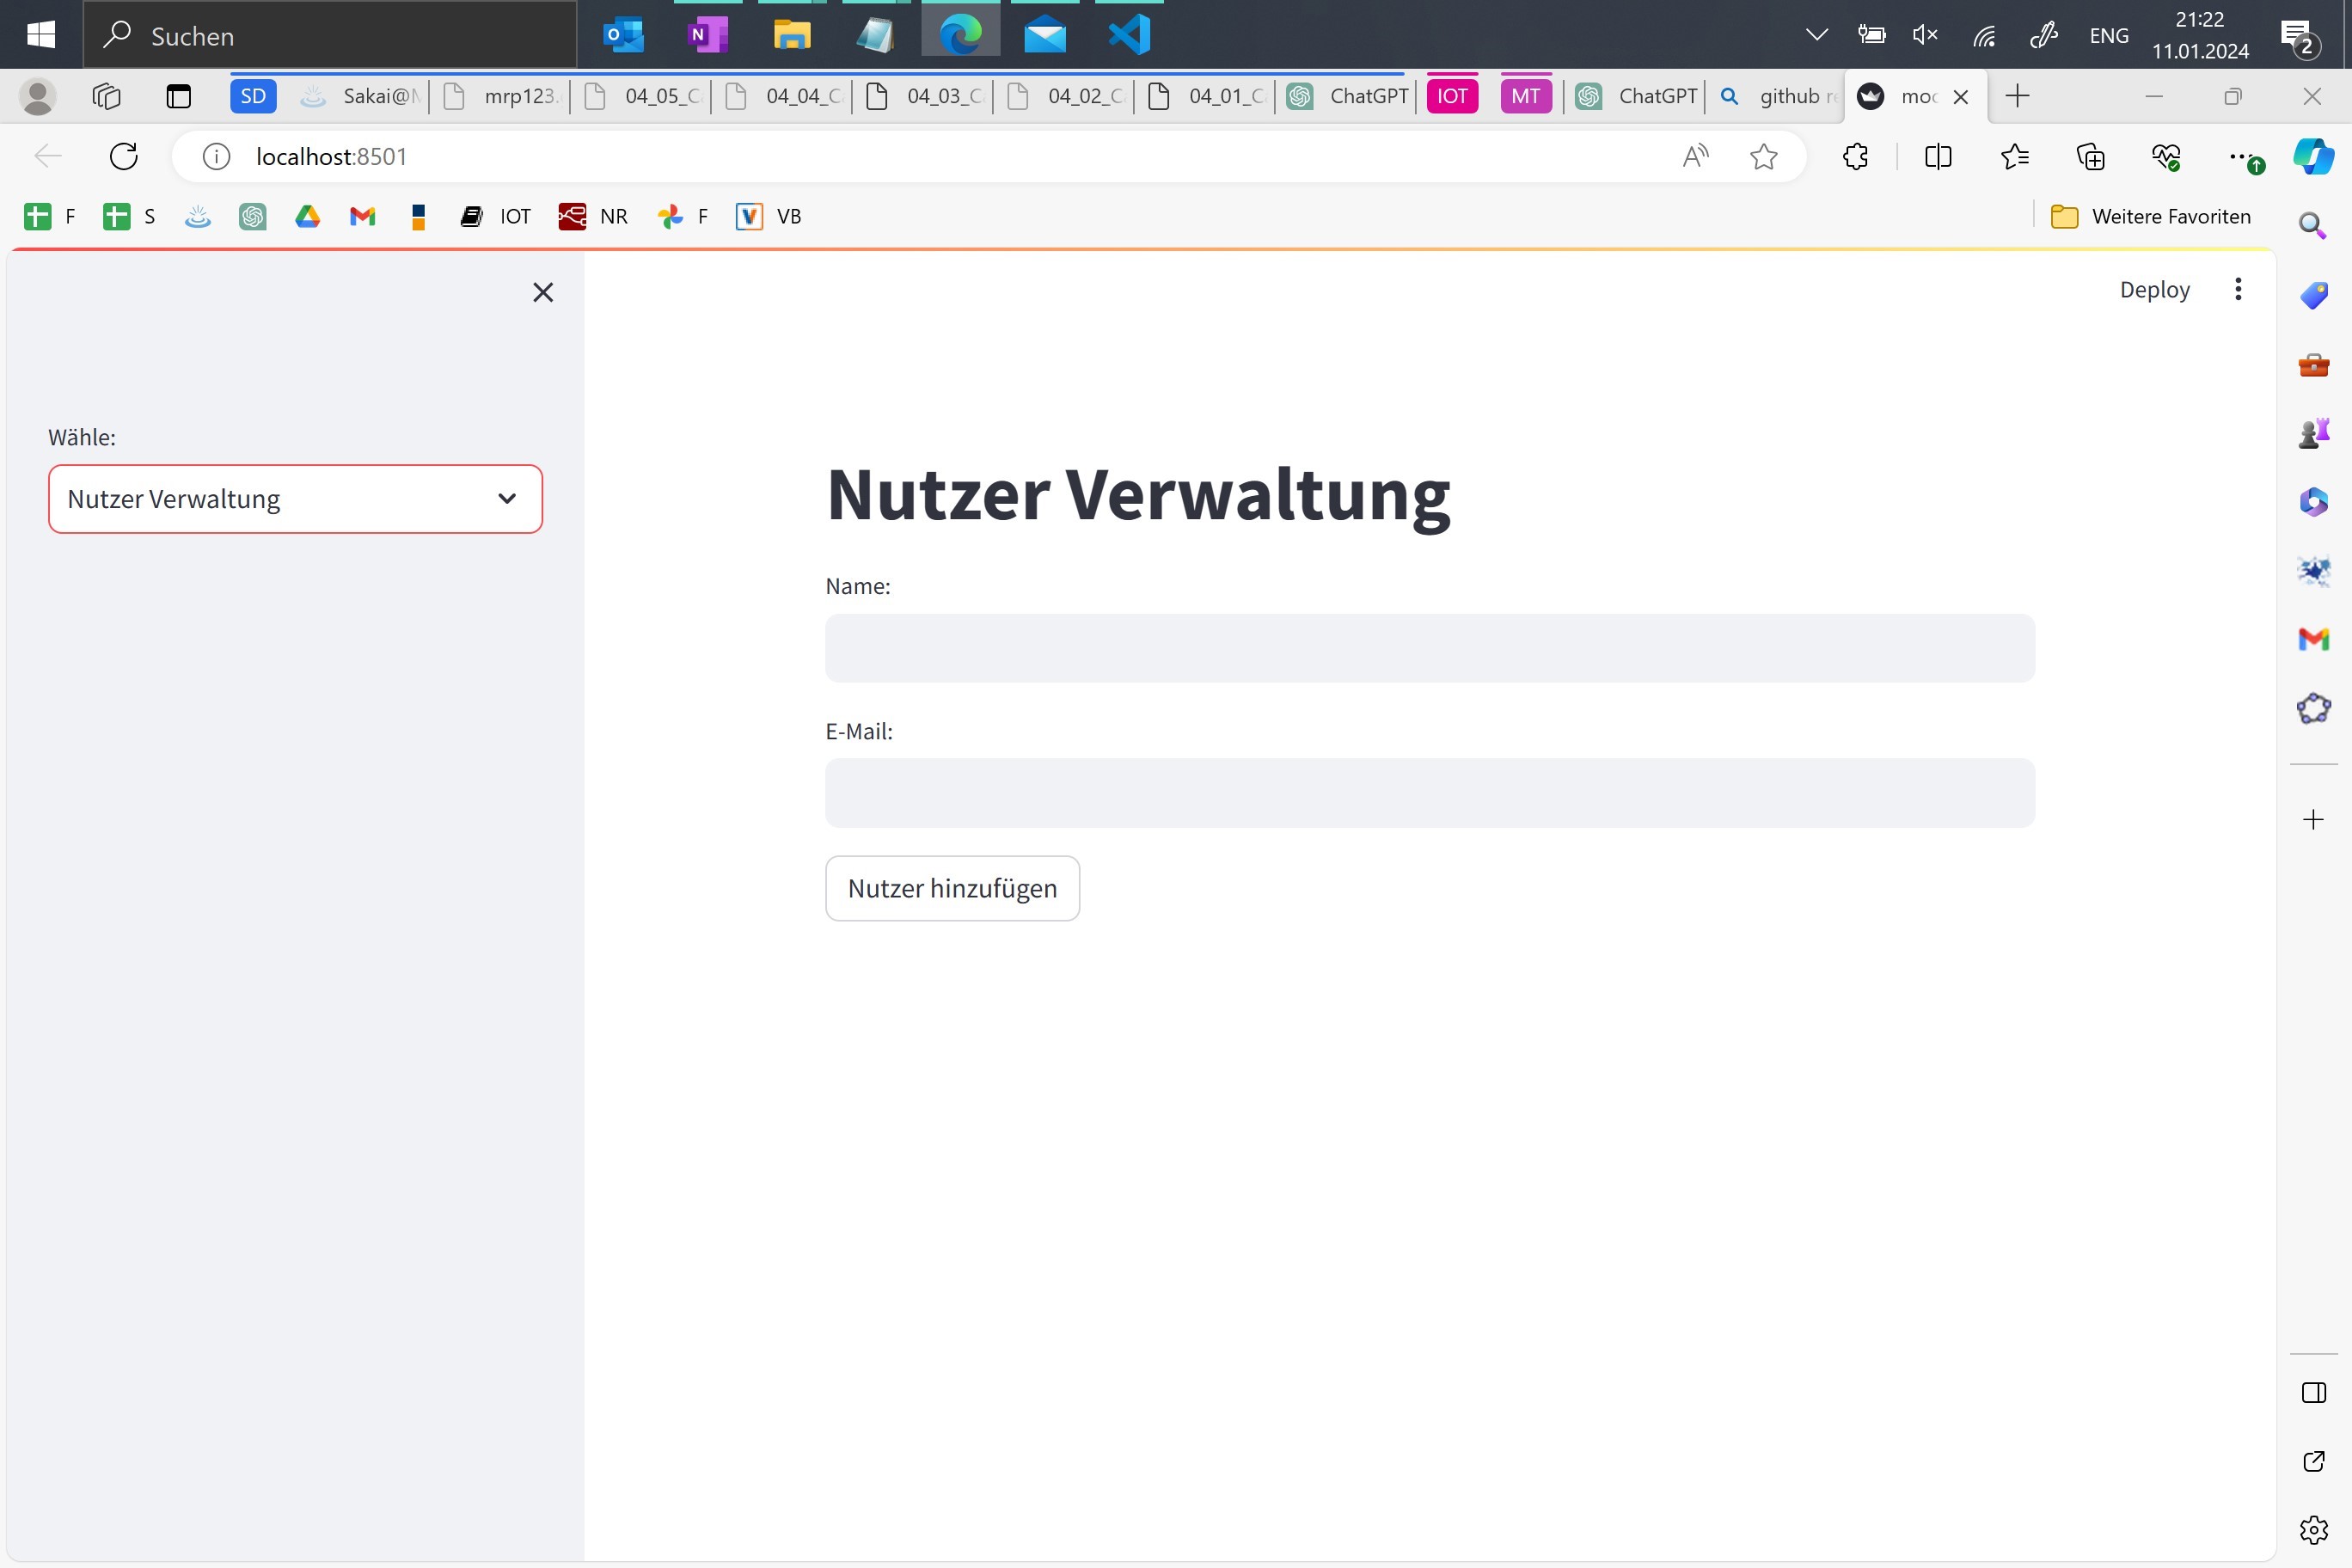 Suchen
N
ENG
21:22
11.01.2024
2
SD
Sakai@
mrp123.
04_05_C
04_04_C
04_03_C
04_02_C
04_01_C
ChatGPT
IOT
MT
ChatGPT
github r
moc
localhost:8501
F
S
IOT
NR
F
V
VB
Weitere Favoriten
Deploy
Wähle:
Nutzer Verwaltung
Nutzer Verwaltung
Name:
E-Mail:
Nutzer hinzufügen